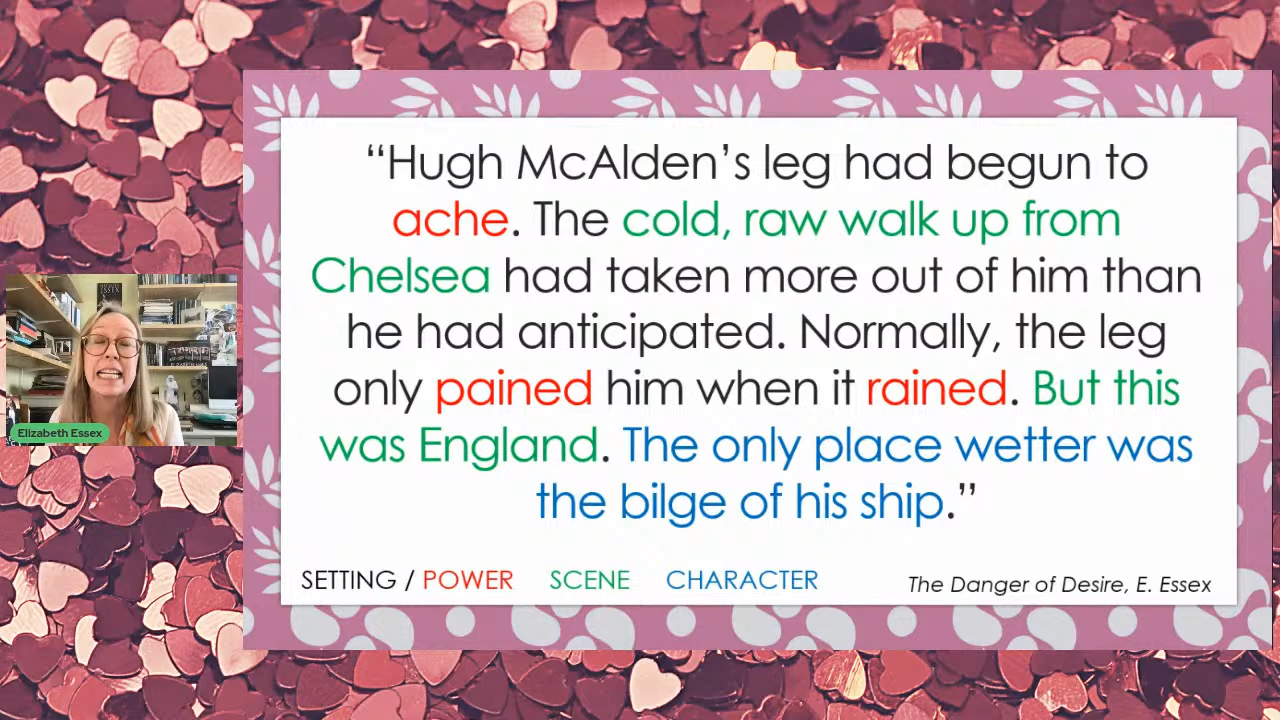 “Hugh McAlden’s leg had begun to
ache. The cold, raw walk up from
Chelsea had taken more out of him than
he had anticipated. Normally, the leg
only pained him when it rained. But this
was England. The only place wetter was
the bilge of his ship.”
SETTING / POWER SCENE CHARACTER
The Danger of Desire, E. Essex
Elizabeth Essex